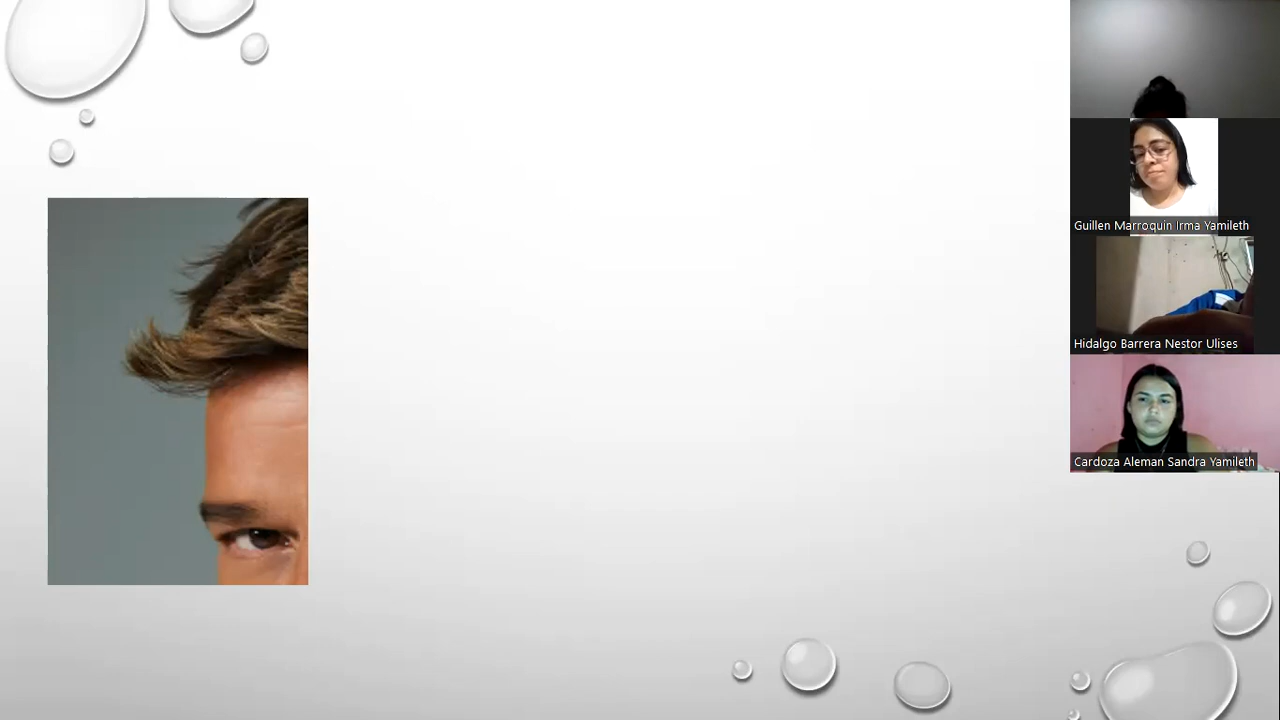 Guillen Marroquin Irma Yamileth
Hidalgo Barrera Nestor Ulises
Cardoza Aleman Sandra Yamileth